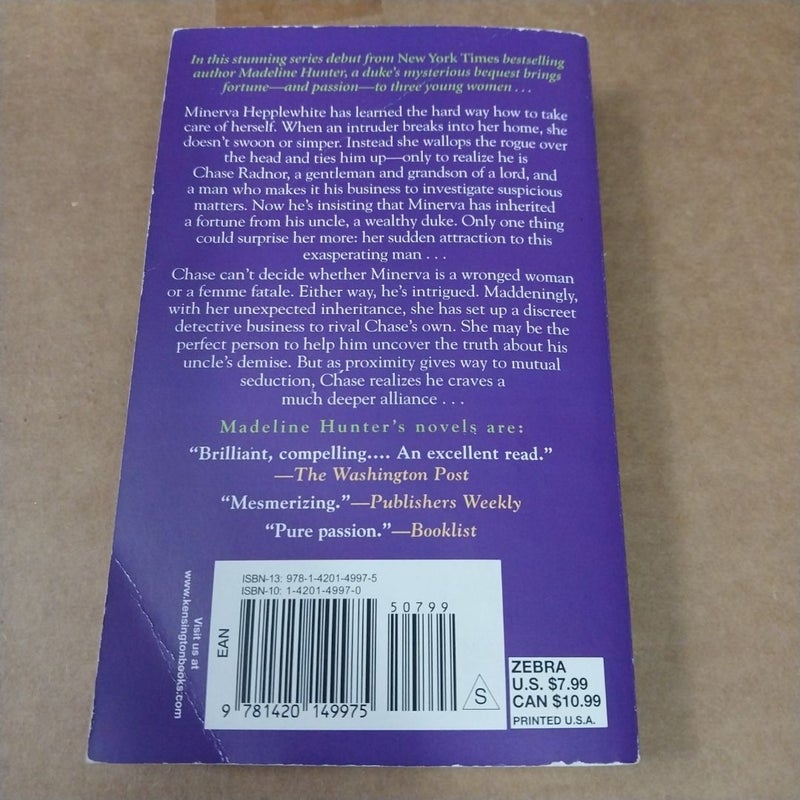 In this stunning series debut from New York Times bestselling
author Madeline Hunter, a duke's mysterious bequest brings
fortune—and passion—to three young women . . .
Minerva Hepplewhite has learned the hard way how to take
care of herself. When an intruder breaks into her home, she
doesn't swoon or simper. Instead she wallops the rogue over
the head and ties him up—only to realize he is
Chase Radnor, a gentleman and grandson of a lord, and
a man who makes it his business to investigate suspicious
matters. Now he's insisting that Minerva has inherited
a fortune from his uncle, a wealthy duke. Only one thing
could surprise her more: her sudden attraction to this
exasperating man . . .
Chase can't decide whether Minerva is a wronged woman
or a femme fatale. Either way, he's intrigued. Maddeningly,
with her unexpected inheritance, she has set up a discreet
detective business to rival Chase's own. She may be the
perfect person to help him uncover the truth about his
uncle's demise. But as proximity gives way to mutual
seduction, Chase realizes he craves a
much deeper alliance . . .
Madeline Hunter's novels are:
“Brilliant, compelling.... An excellent read.”
—The Washington Post
“Mesmerizing.”—Publishers Weekly
“Pure passion.”—Booklist
Visit us at
www.kensingtonbooks.com
ISBN-13: 978-1-4201-4997-5
ISBN-10: 1-4201-4997-0
50799
EAN
9 781420 149975
S
ZEBRA
U.S. $7.99
CAN $10.99
PRINTED U.S.A.